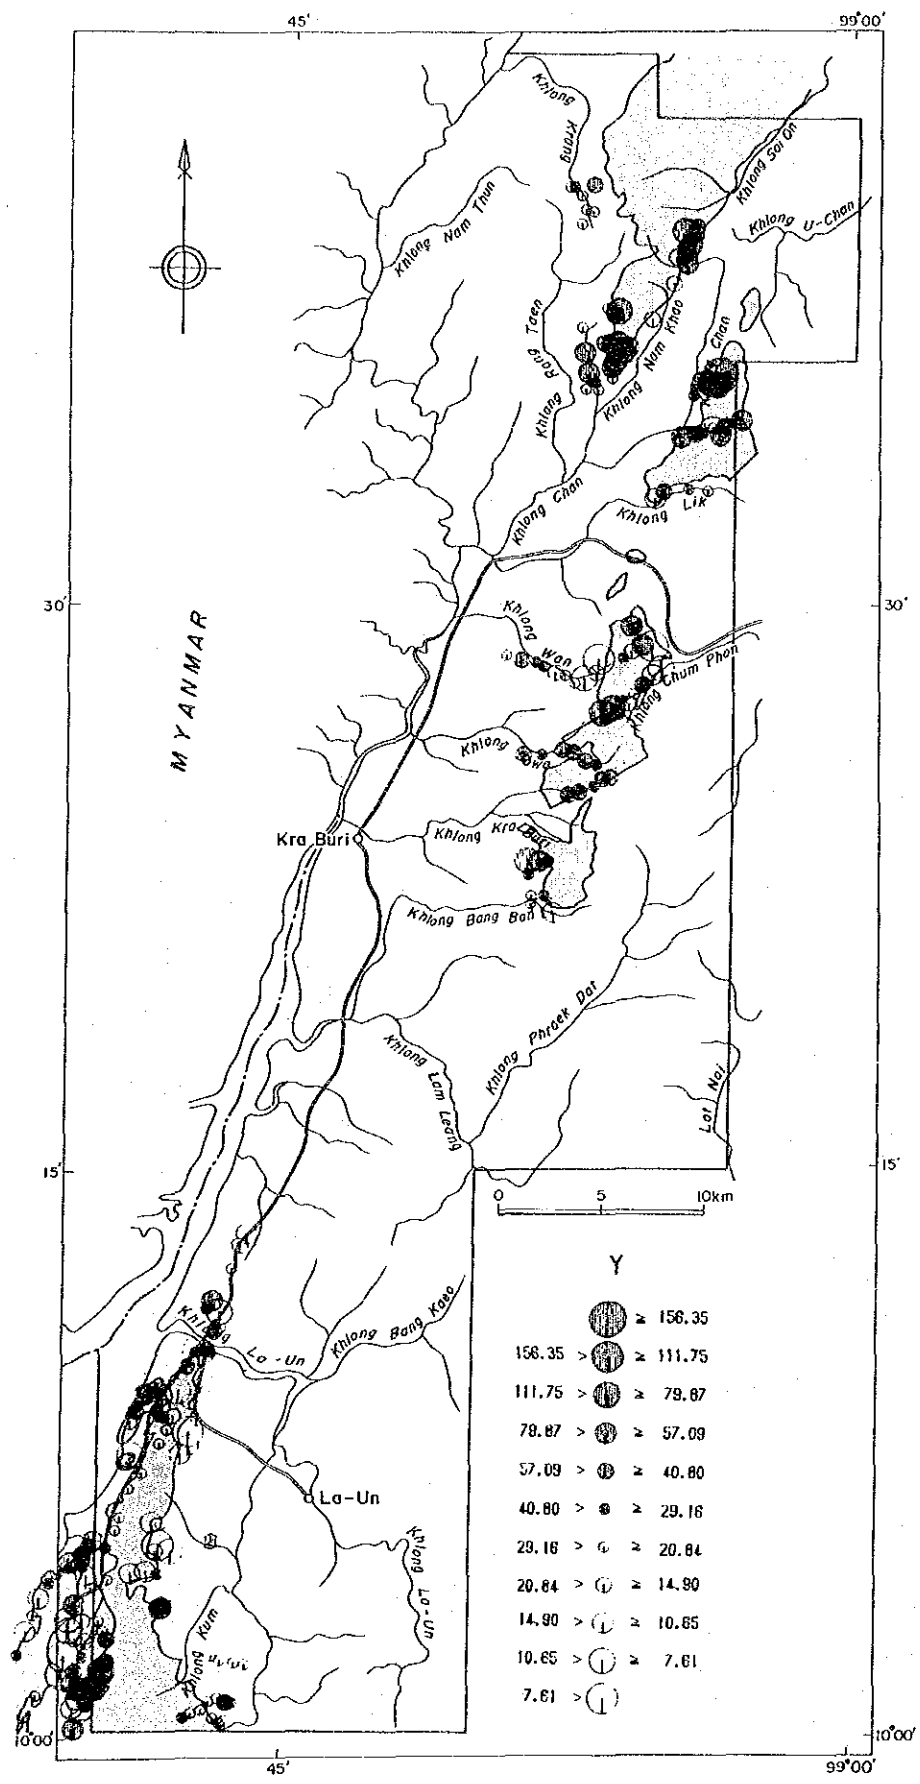 45'
99°00'
Khlong
Krang
Khlong Sai On
Khlong U-Chan
Khlong Nam Thun
Khlong Rang Taen
Khlong Nam Khao
Chan
Khlong Chan
Khlong Lik
30'
30'
MYANMAR
Khlong Wan
Khlong Chum Phon
Khlong Wa
Kra Buri
Khlong Kra Buri
Khlong Bang Ban
Khlong Phraek Dat
Khlong Lam Leang
Lat Nai
15'
15'
0 5 10km
Y
Khlong
La-Un
Khlong Bang Kaeo
≥ 156.35
156.35 > ≥ 111.75
111.75 > ≥ 79.87
79.87 > ≥ 57.09
57.09 > ≥ 40.80
40.80 > ≥ 29.16
29.16 > ≥ 20.84
20.84 > ≥ 14.90
14.90 > ≥ 10.65
10.65 > ≥ 7.61
7.61 >
La-Un
Khlong La-Un
Khlong Kum
10°00'
10°00'
45'
99°00'